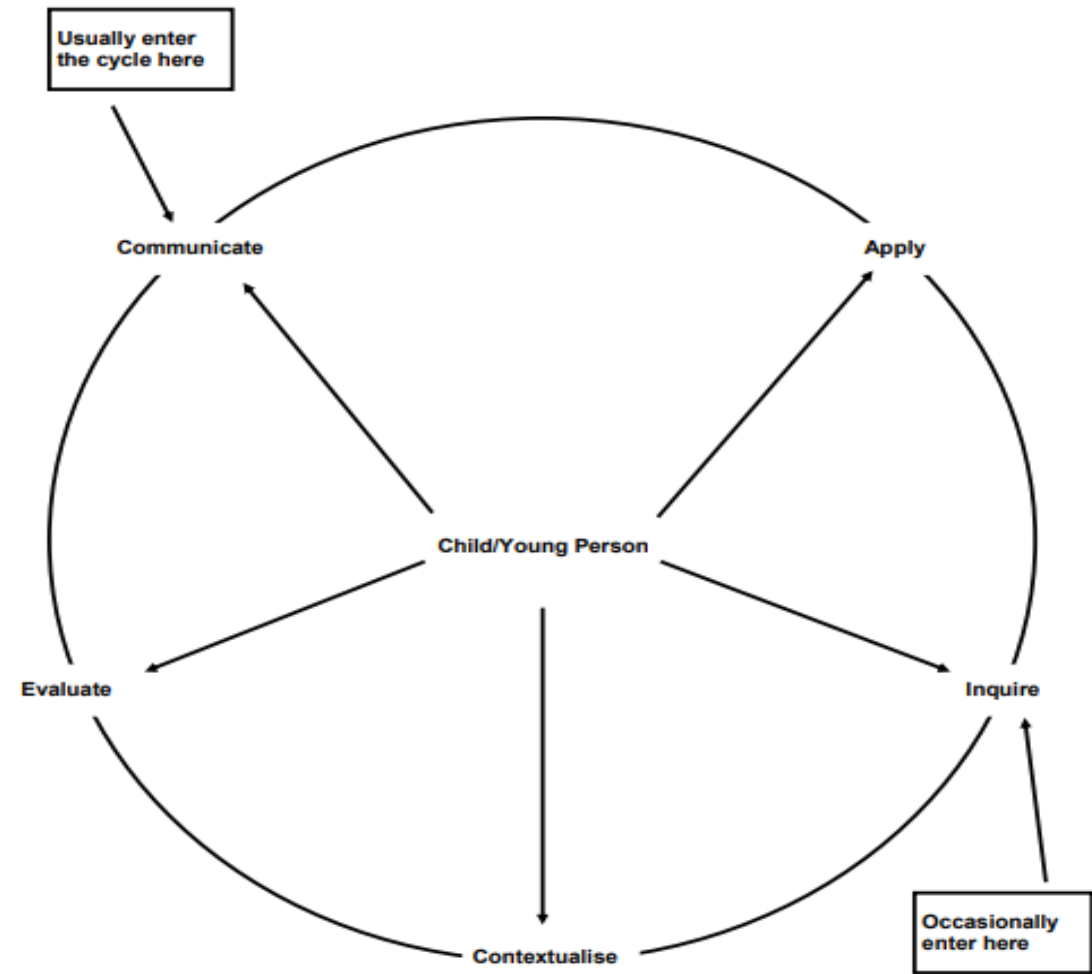 Usually enter
the cycle here
Communicate
Apply
Child/Young Person
Evaluate
Inquire
Occasionally
enter here
Contextualise